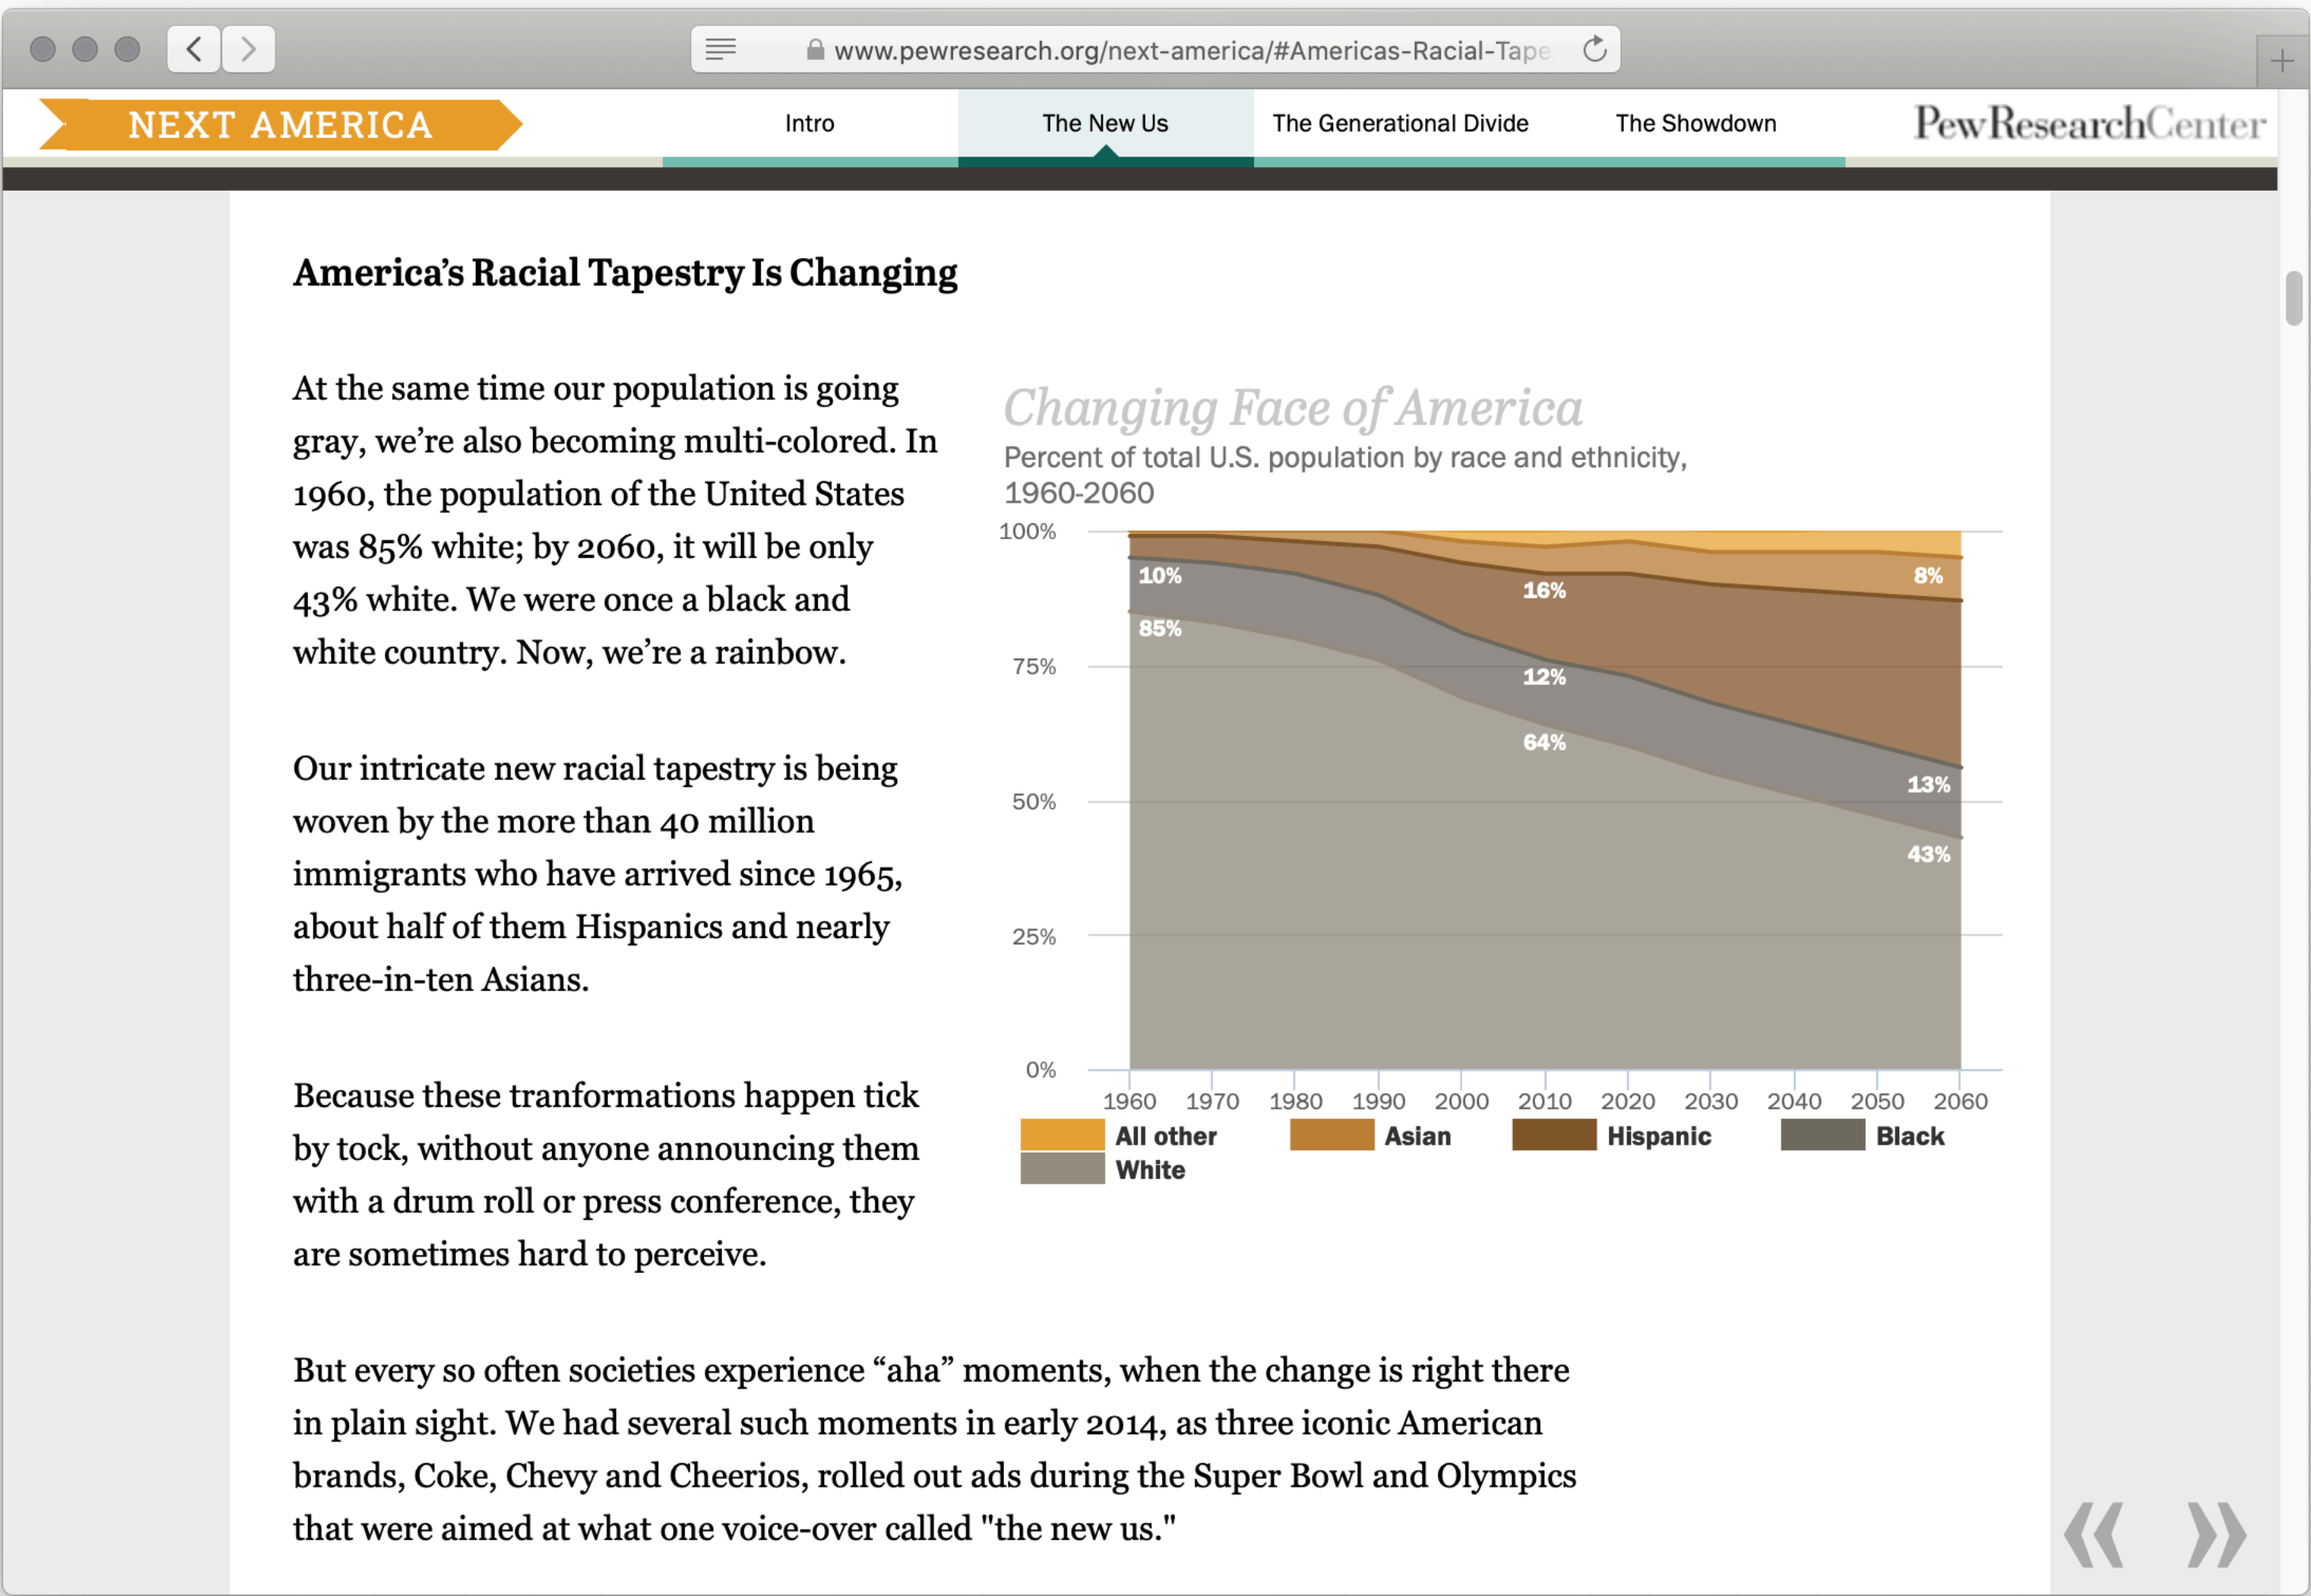 www.pewresearch.org/next-america/#Americas-Racial-Tape
NEXT AMERICA
Intro
The New Us
The Generational Divide
The Showdown
PewResearchCenter
America’s Racial Tapestry Is Changing
At the same time our population is going
gray, we’re also becoming multi-colored. In
1960, the population of the United States
was 85% white; by 2060, it will be only
43% white. We were once a black and
white country. Now, we’re a rainbow.
Our intricate new racial tapestry is being
woven by the more than 40 million
immigrants who have arrived since 1965,
about half of them Hispanics and nearly
three-in-ten Asians.
Because these tranformations happen tick
by tock, without anyone announcing them
with a drum roll or press conference, they
are sometimes hard to perceive.
Changing Face of America
Percent of total U.S. population by race and ethnicity,
1960-2060
100%
75%
50%
25%
0%
10%
85%
16%
12%
64%
8%
13%
43%
1960 1970 1980 1990 2000 2010 2020 2030 2040 2050 2060
All other Asian Hispanic Black
White
But every so often societies experience “aha” moments, when the change is right there
in plain sight. We had several such moments in early 2014, as three iconic American
brands, Coke, Chevy and Cheerios, rolled out ads during the Super Bowl and Olympics
that were aimed at what one voice-over called "the new us."